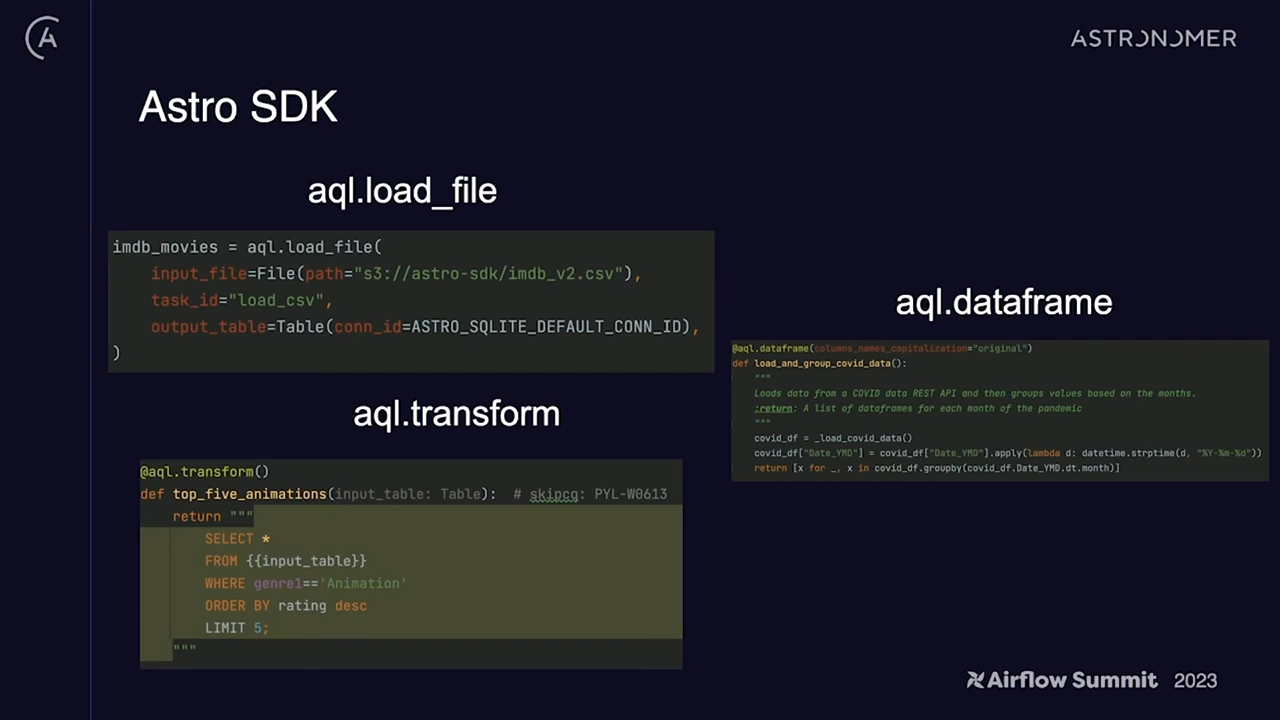 ASTRONOMER
Astro SDK
aql.load_file
imdb_movies = aql.load_file(
    input_file=File(path="s3://astro-sdk/imdb_v2.csv"),
    task_id="load_csv",
    output_table=Table(conn_id=ASTRO_SQLITE_DEFAULT_CONN_ID),
)
aql.transform
@aql.transform()
def top_five_animations(input_table: Table):  # skipcq: PYL-W0613
    return """
        SELECT *
        FROM {{input_table}}
        WHERE genre1=='Animation'
        ORDER BY rating desc
        LIMIT 5;
    """
aql.dataframe
@aql.dataframe(columns_names_capitalization="original")
def load_and_group_covid_data():
    """
    Loads data from a COVID data REST API and then groups values based on the months.
    :return: A list of dataframes for each month of the pandemic
    """
    covid_df = _load_covid_data()
    covid_df["Date_YMD"] = covid_df["Date_YMD"].apply(lambda d: datetime.strptime(d, "%Y-%m-%d"))
    return [x for _, x in covid_df.groupby(covid_df.Date_YMD.dt.month)]
Airflow Summit 2023